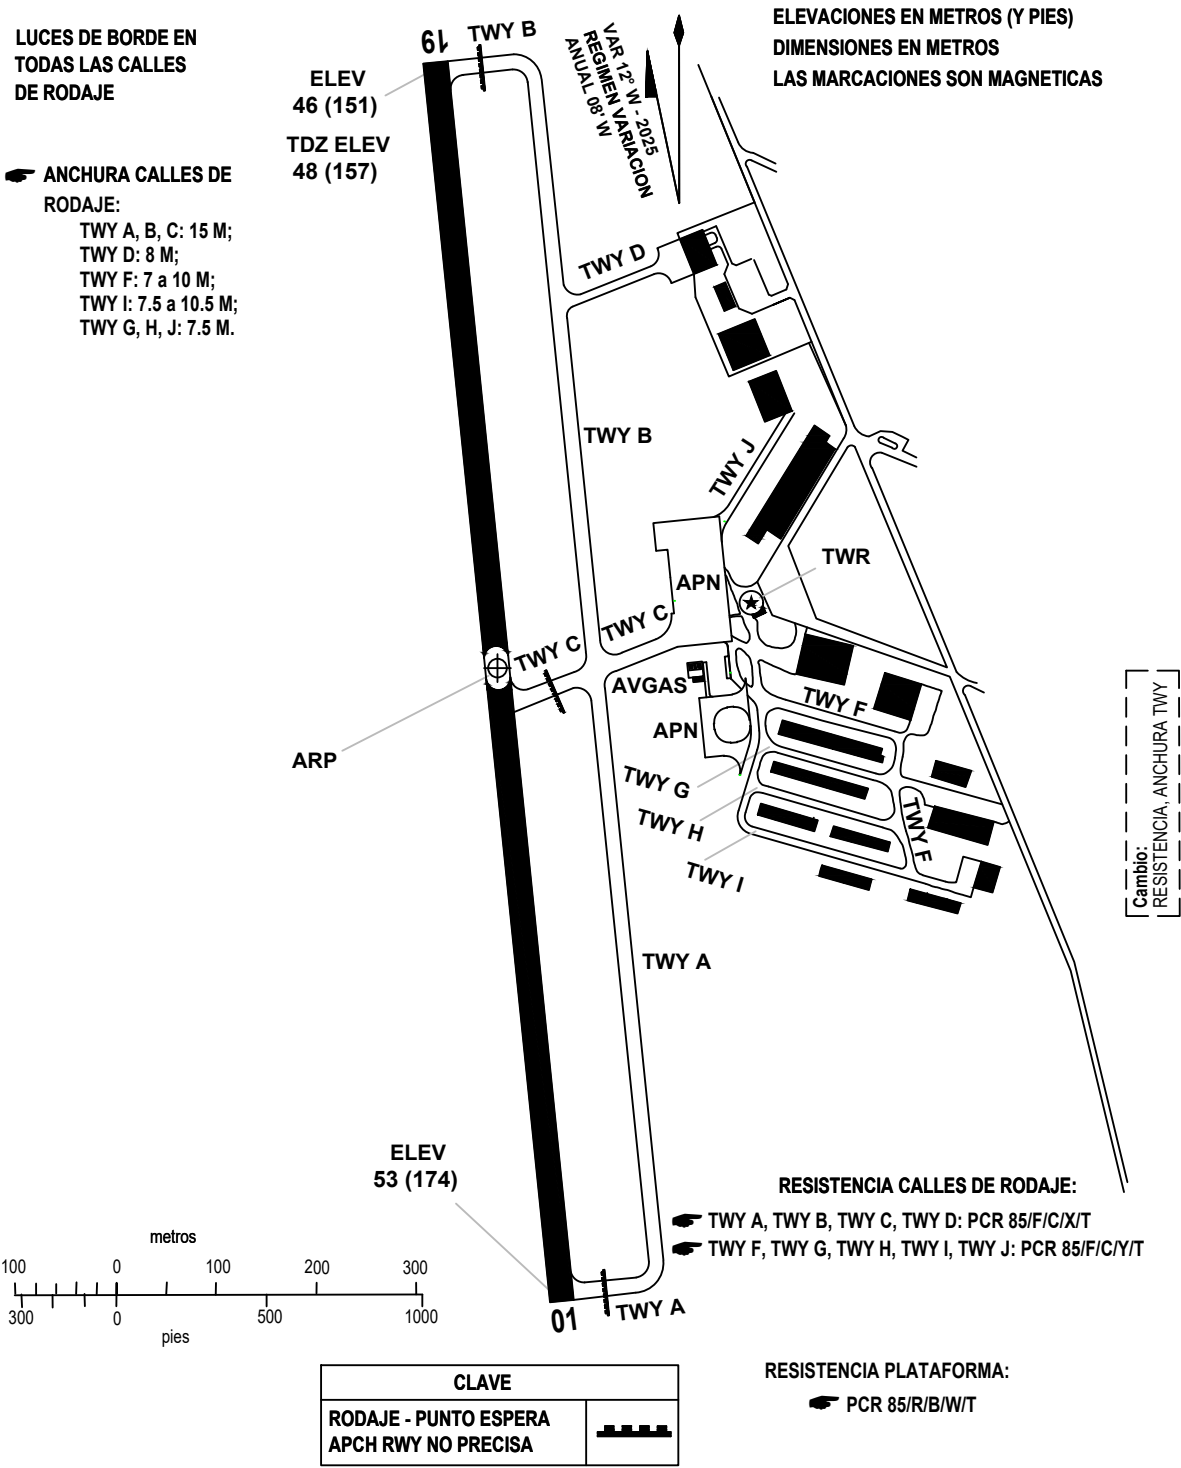 LUCES DE BORDE EN
TODAS LAS CALLES
DE RODAJE
ANCHURA CALLES DE
RODAJE:
TWY A, B, C: 15 M;
TWY D: 8 M;
TWY F: 7 a 10 M;
TWY I: 7.5 a 10.5 M;
TWY G, H, J: 7.5 M.
ELEV
46 (151)
TDZ ELEV
48 (157)
19
TWY B
VAR 12° W - 2025
REGIMEN VARIACION
ANUAL 08' W
ELEVACIONES EN METROS (Y PIES)
DIMENSIONES EN METROS
LAS MARCACIONES SON MAGNETICAS
TWY D
TWY B
TWY J
TWR
APN
TWY C
TWY C
AVGAS
APN
TWY F
ARP
TWY G
TWY H
TWY I
TWY F
Cambio:
RESISTENCIA, ANCHURA TWY
TWY A
ELEV
53 (174)
RESISTENCIA CALLES DE RODAJE:
TWY A, TWY B, TWY C, TWY D: PCR 85/F/C/X/T
TWY F, TWY G, TWY H, TWY I, TWY J: PCR 85/F/C/Y/T
metros
100 0 100 200 300
300 0 500 1000
pies
01
TWY A
CLAVE
RODAJE - PUNTO ESPERA
APCH RWY NO PRECISA
RESISTENCIA PLATAFORMA:
PCR 85/R/B/W/T